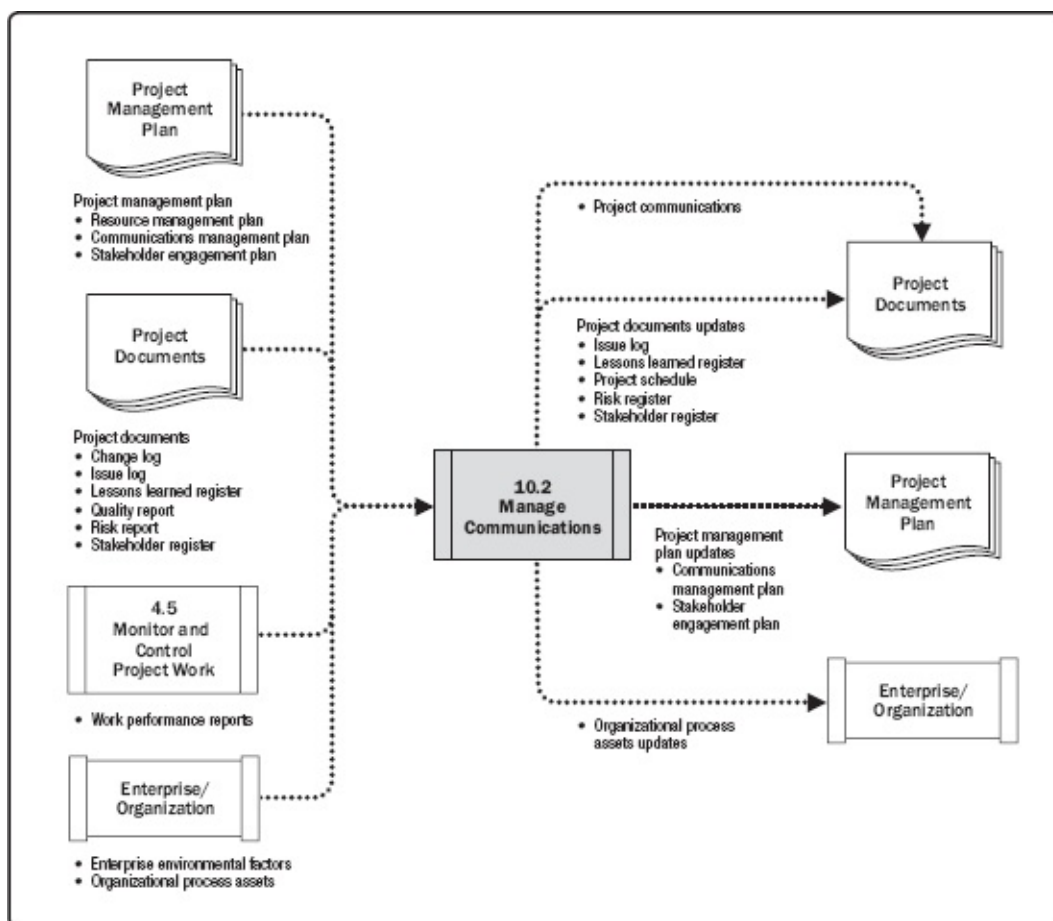 Project
Management
Plan
Project management plan
• Resource management plan
• Communications management plan
• Stakeholder engagement plan
Project
Documents
Project documents
• Change log
• Issue log
• Lessons learned register
• Quality report
• Risk report
• Stakeholder register
4.5
Monitor and
Control
Project Work
• Work performance reports
Enterprise/
Organization
• Enterprise environmental factors
• Organizational process assets
10.2
Manage
Communications
• Project communications
Project
Documents
Project documents updates
• Issue log
• Lessons learned register
• Project schedule
• Risk register
• Stakeholder register
Project
Management
Plan
Project management
plan updates
• Communications
management plan
• Stakeholder
engagement plan
Enterprise/
Organization
• Organizational process
assets updates